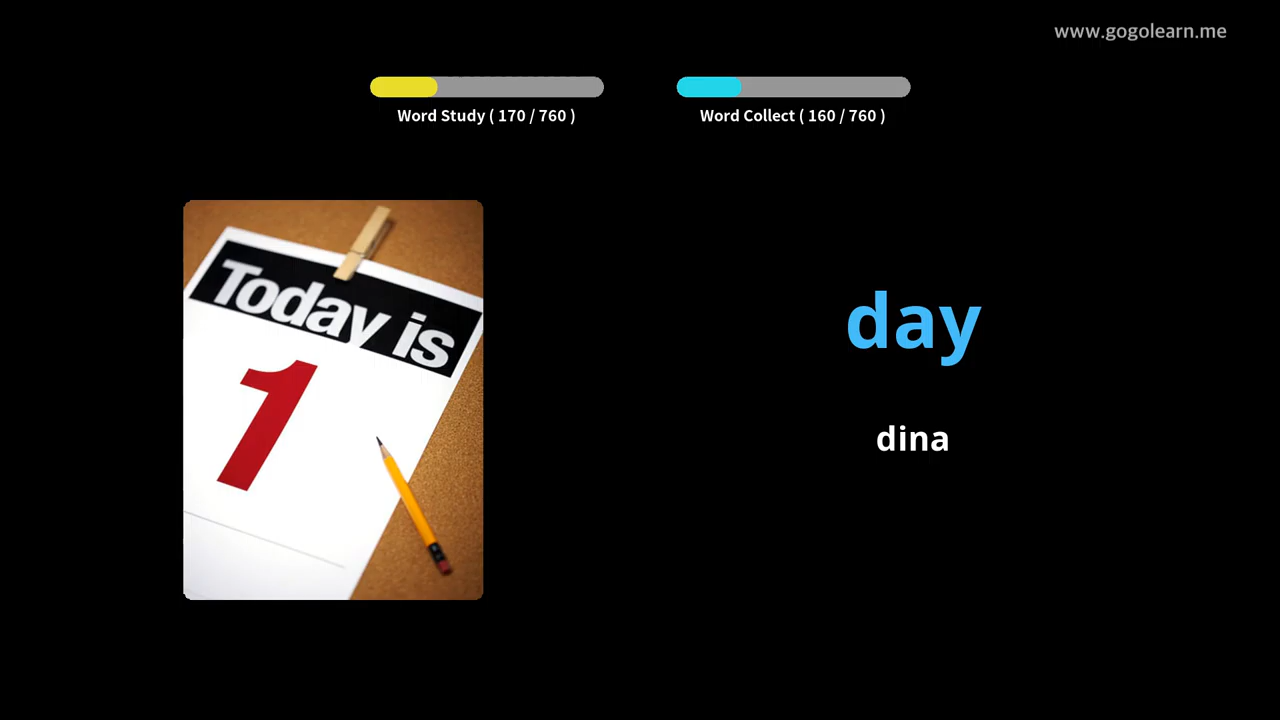 www.gogolearn.me
Word Study ( 170 / 760 )
Word Collect ( 160 / 760 )
Today is
1
day
dina